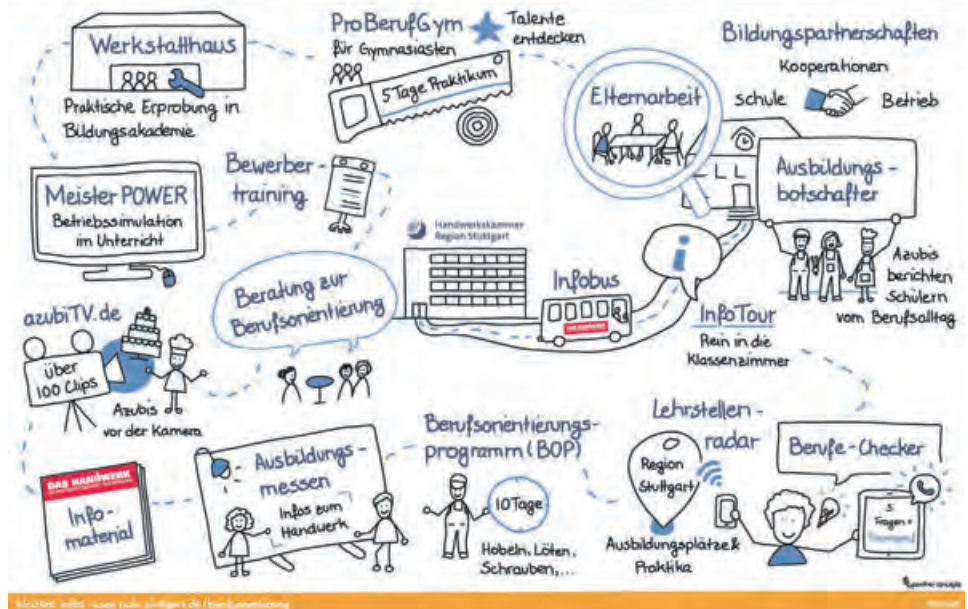 Werkstatthaus
Praktische Erprobung in
Bildungsakademie
ProBerufGym
für Gymnasiasten
Talente
entdecken
5 Tage Praktikum
Elternarbeit
Bildungspartnerschaften
Kooperationen
Schule
Betrieb
Ausbildungs-
botschafter
Azubis
berichten
Schülern
vom Berufsalltag
Meister POWER
Betriebssimulation
im Unterricht
Bewerber-
training
Handwerkskammer
Region Stuttgart
Beratung zur
Berufsorientierung
Infobus
DAS HANDWERK
i
InfoTour
Rein in die
Klassenzimmer
azubiTV.de
über
100 Clips
Azubis
vor der Kamera
DAS HANDWERK
Info-
material
Ausbildungs-
messen
Infos zum
Handwerk
Berufsorientierungs-
programm (BOP)
10 Tage
Hobeln, Löten,
Schrauben,...
Lehrstellen-
radar
Region
Stuttgart
Ausbildungsplätze &
Praktika
Berufe-Checker
5
Fragen =